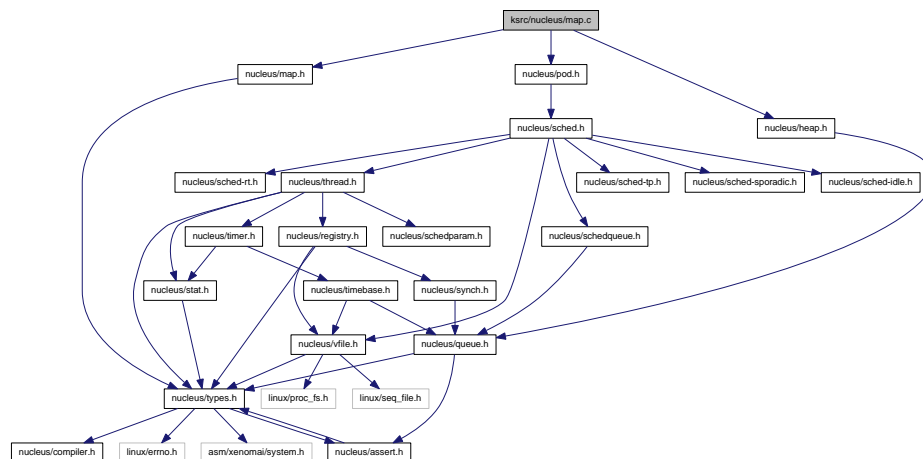 ksrc/nucleus/map.c
nucleus/map.h
nucleus/pod.h
nucleus/sched.h
nucleus/heap.h
nucleus/sched-rt.h
nucleus/thread.h
nucleus/sched-tp.h
nucleus/sched-sporadic.h
nucleus/sched-idle.h
nucleus/timer.h
nucleus/registry.h
nucleus/schedparam.h
nucleus/schedqueue.h
nucleus/stat.h
nucleus/timebase.h
nucleus/synch.h
nucleus/vfile.h
nucleus/queue.h
nucleus/types.h
linux/proc_fs.h
linux/seq_file.h
nucleus/compiler.h
linux/errno.h
asm/xenomai/system.h
nucleus/assert.h